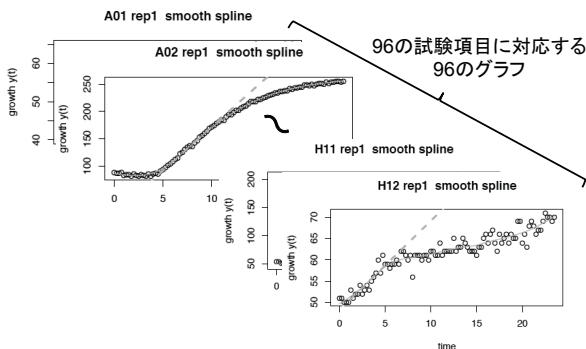 A01 rep1 smooth spline
A02 rep1 smooth spline
96の試験項目に対応する
96のグラフ
growth y(t)
40
50
60
growth y(t)
100
150
200
250
0
5
10
H11 rep1 smooth spline
growth y(t)
50
100
150
200
0
H12 rep1 smooth spline
growth y(t)
50
55
60
65
70
0
5
10
15
20
time